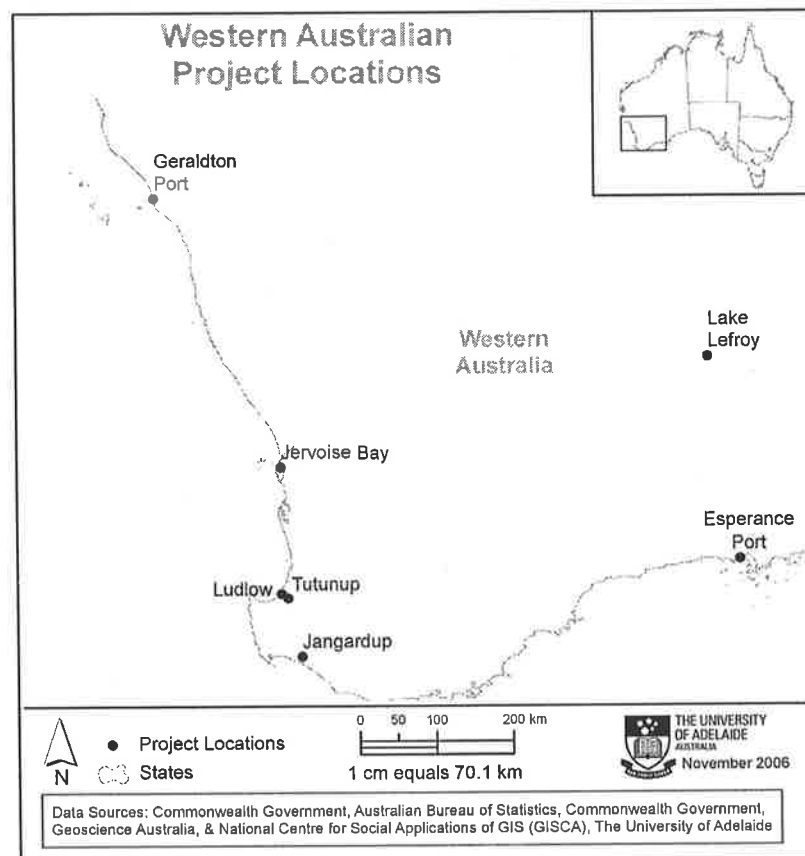 Western Australian
Project Locations
Geraldton
Port
Western
Australia
Lake
Lefroy
Jervoise Bay
Esperance
Port
Ludlow
Tutunup
Jangardup
0 50 100 200 km
1 cm equals 70.1 km
N
Project Locations
States
THE UNIVERSITY
OF ADELAIDE
AUSTRALIA
November 2006
Data Sources: Commonwealth Government, Australian Bureau of Statistics, Commonwealth Government,
Geoscience Australia, & National Centre for Social Applications of GIS (GISCA), The University of Adelaide